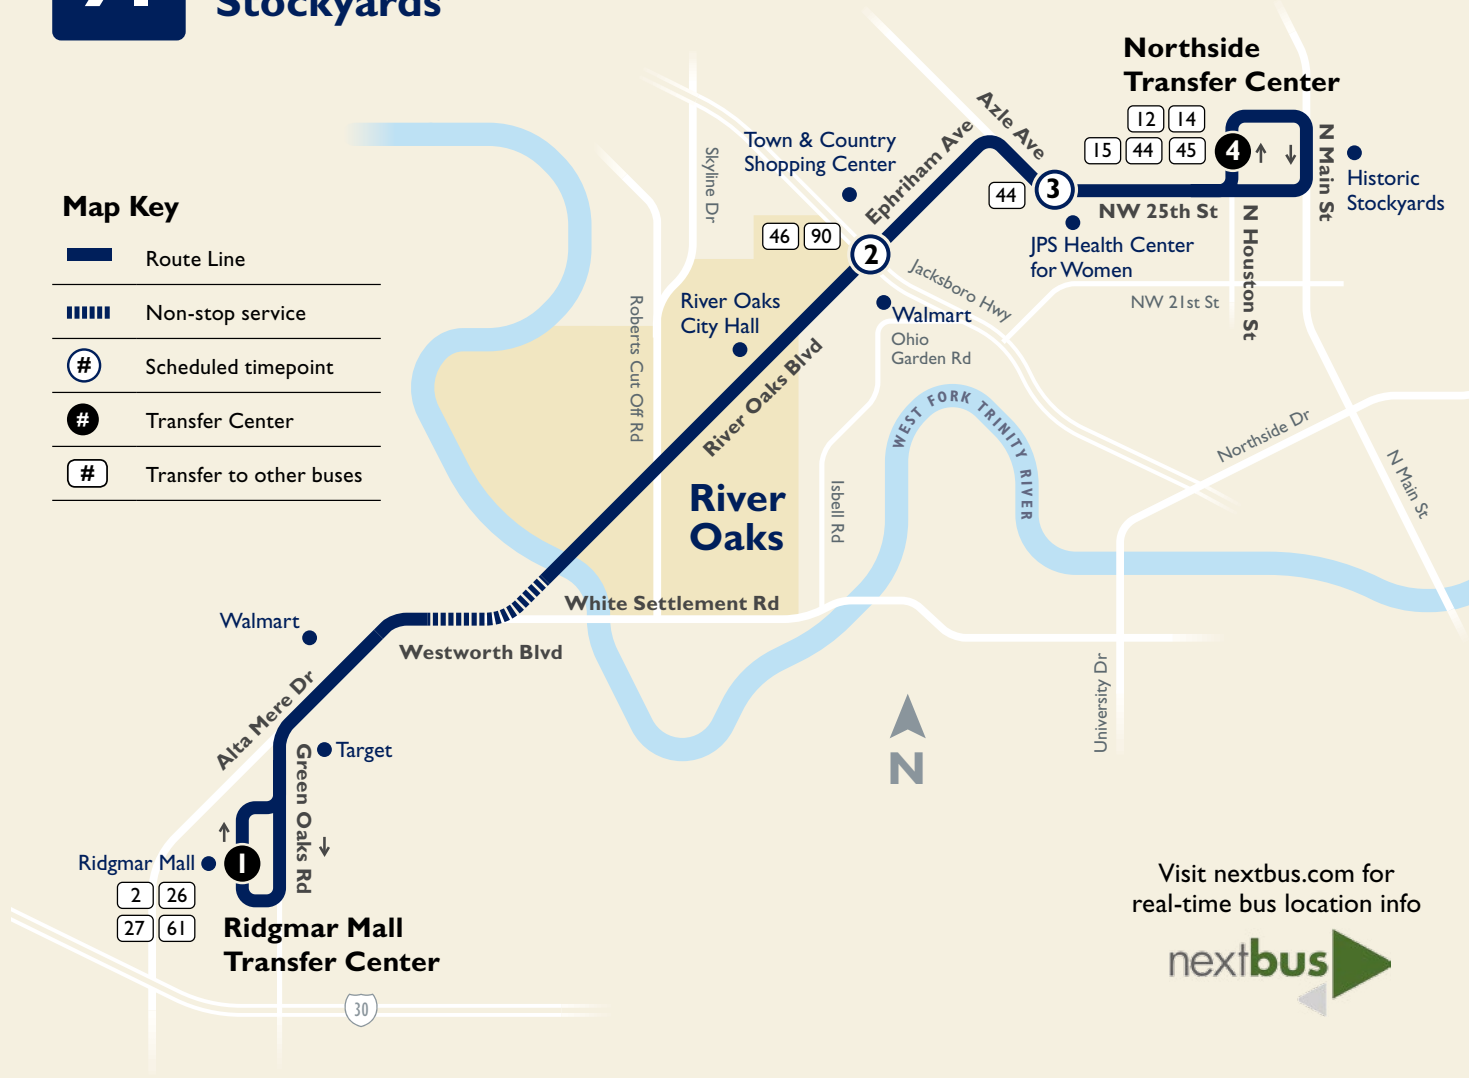 Stockyards
Northside
Transfer Center
12 14
15 44 45
4
N Main St
Historic
Stockyards
Azle Ave
Ephriham Ave
Town & Country
Shopping Center
Skyline Dr
44
3
NW 25th St
N Houston St
JPS Health Center
for Women
NW 21st St
46 90
2
Jacksboro Hwy
Walmart
Ohio
Garden Rd
River Oaks
City Hall
Roberts Cut Off Rd
River Oaks Blvd
WEST FORK TRINITY RIVER
Northside Dr
N Main St
Isbell Rd
River
Oaks
Map Key
Route Line
Non-stop service
# Scheduled timepoint
# Transfer Center
# Transfer to other buses
White Settlement Rd
Westworth Blvd
Walmart
Alta Mere Dr
Target
Green Oaks Rd
University Dr
N
Ridgmar Mall
1
2 26
27 61
Ridgmar Mall
Transfer Center
30
Visit nextbus.com for
real-time bus location info
nextbus